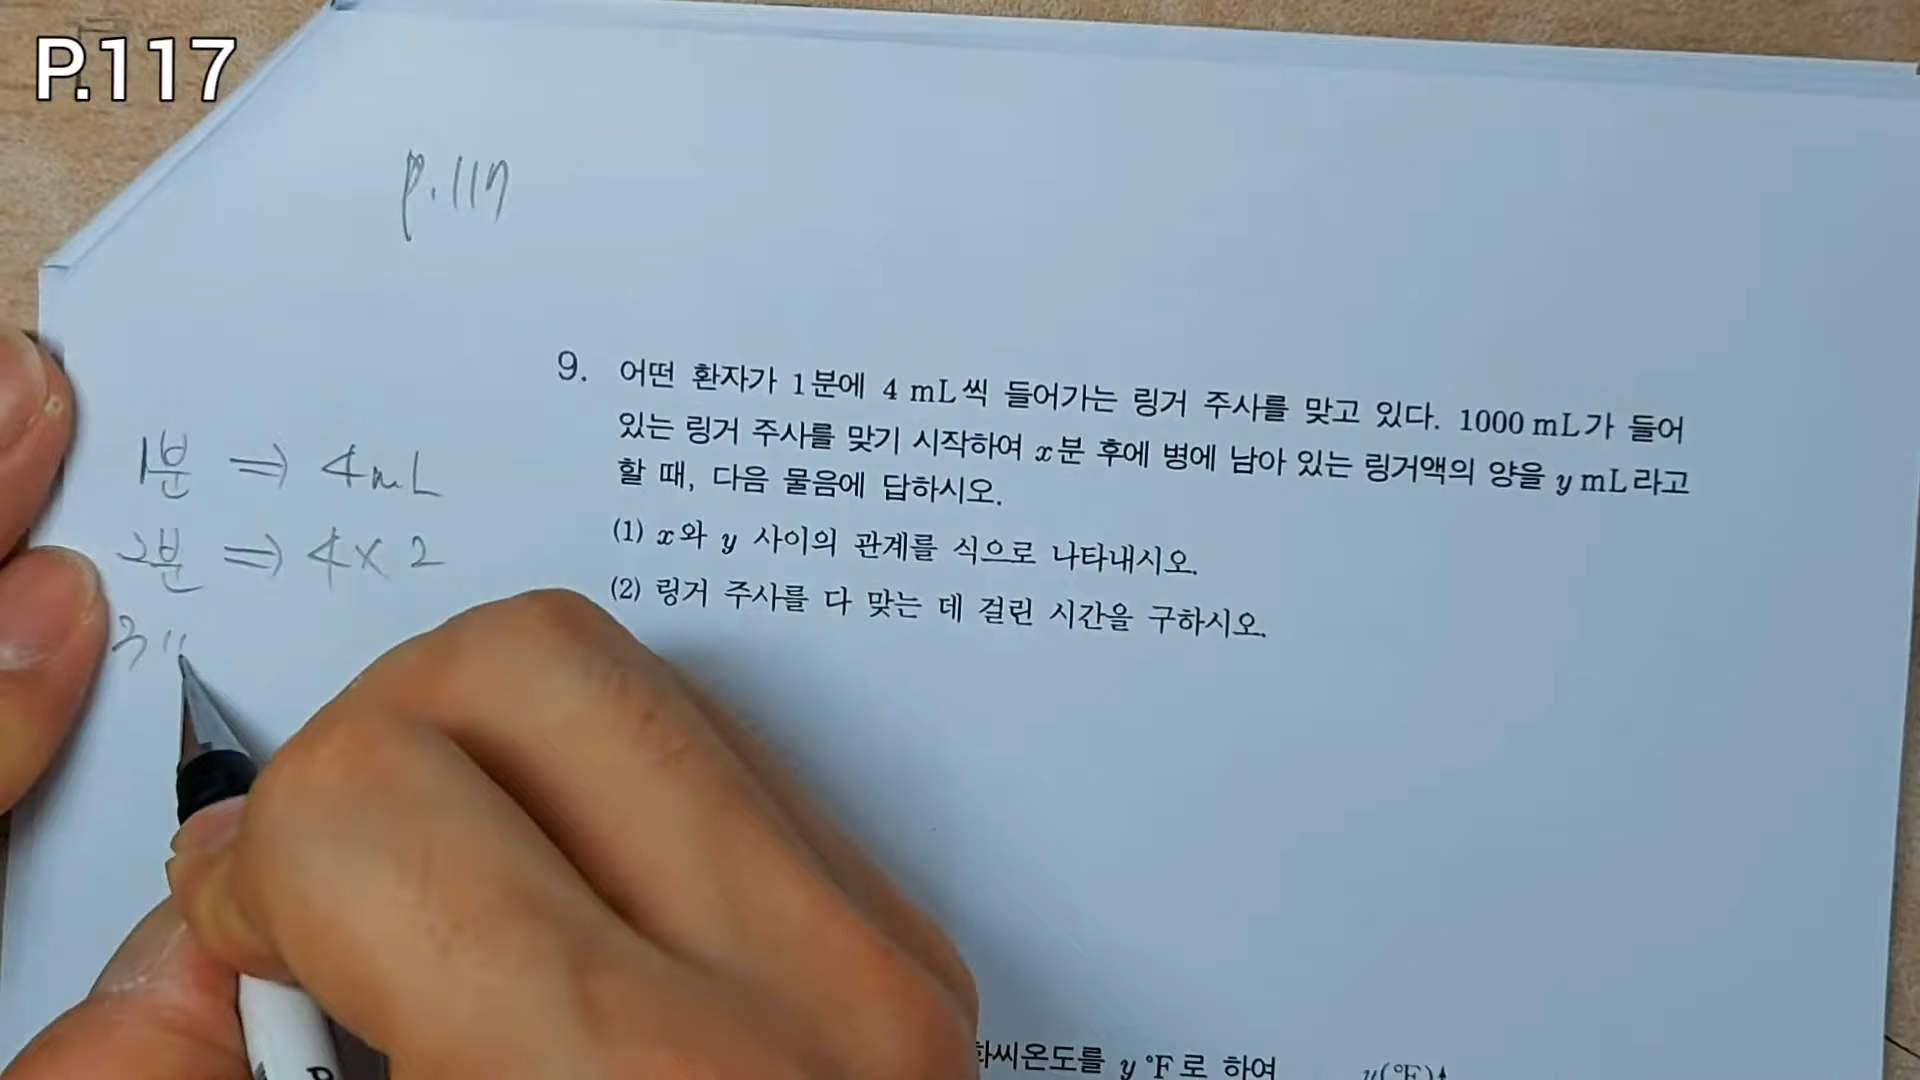 P.117
p.117
9. 어떤 환자가 1분에 4 mL씩 들어가는 링거 주사를 맞고 있다. 1000 mL가 들어
있는 링거 주사를 맞기 시작하여 x분 후에 병에 남아 있는 링거액의 양을 y mL라고
할 때, 다음 물음에 답하시오.
(1) x와 y 사이의 관계를 식으로 나타내시오.
(2) 링거 주사를 다 맞는 데 걸린 시간을 구하시오.
1분 ⇒ 4mL
2분 ⇒ 4×2
3
화씨온도를 y °F로 하여
y(°F)